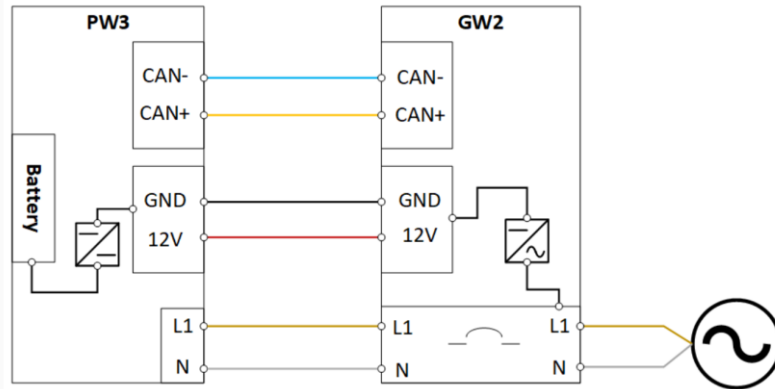 PW3
GW2
CAN-
CAN-
CAN+
CAN+
Battery
GND
GND
12V
12V
L1
L1
L1
N
N
N